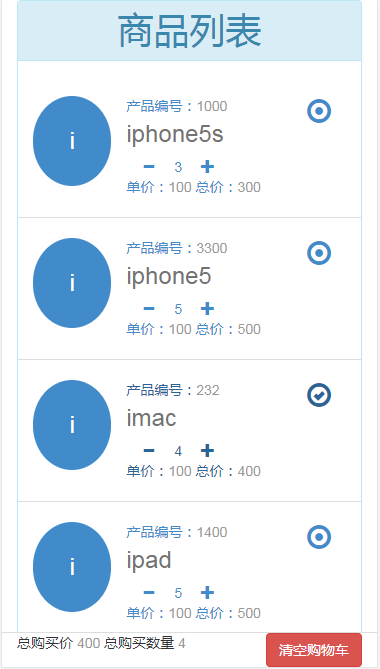 商品列表
i
产品编号：1000
iphone5s
− 3 +
单价：100 总价：300
i
产品编号：3300
iphone5
− 5 +
单价：100 总价：500
i
产品编号：232
imac
− 4 +
单价：100 总价：400
i
产品编号：1400
ipad
− 5 +
单价：100 总价：500
总购买价 400 总购买数量 4
清空购物车